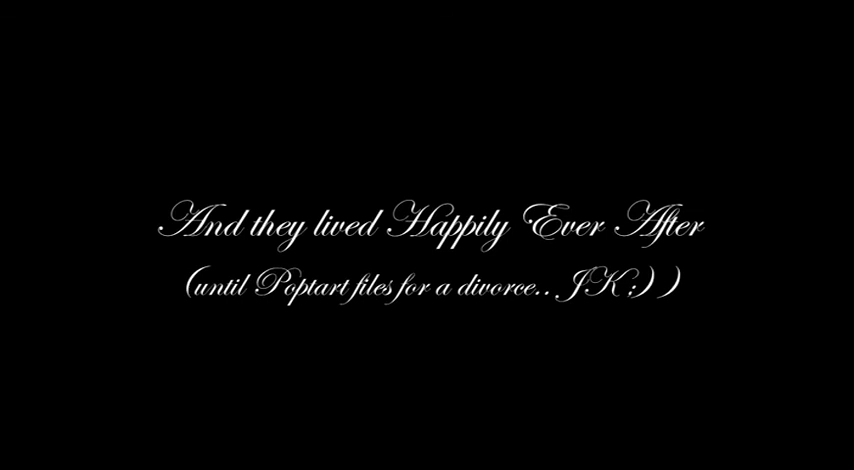 And they lived Happily Ever After
(until Poptart files for a divorce.. JK ;) )